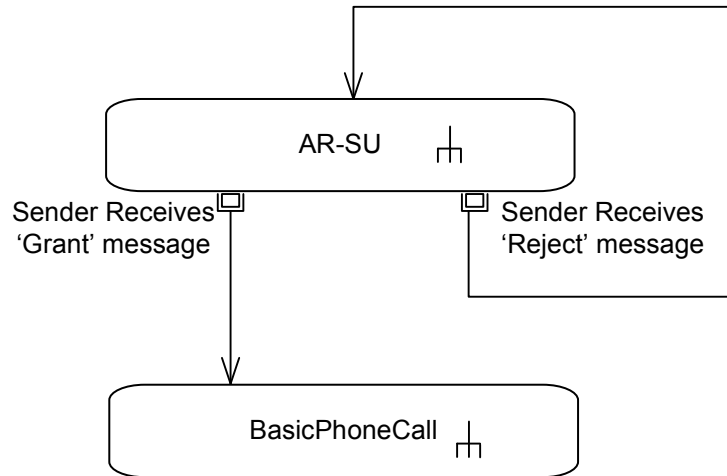 AR-SU
Sender Receives
‘Grant’ message
Sender Receives
‘Reject’ message
BasicPhoneCall